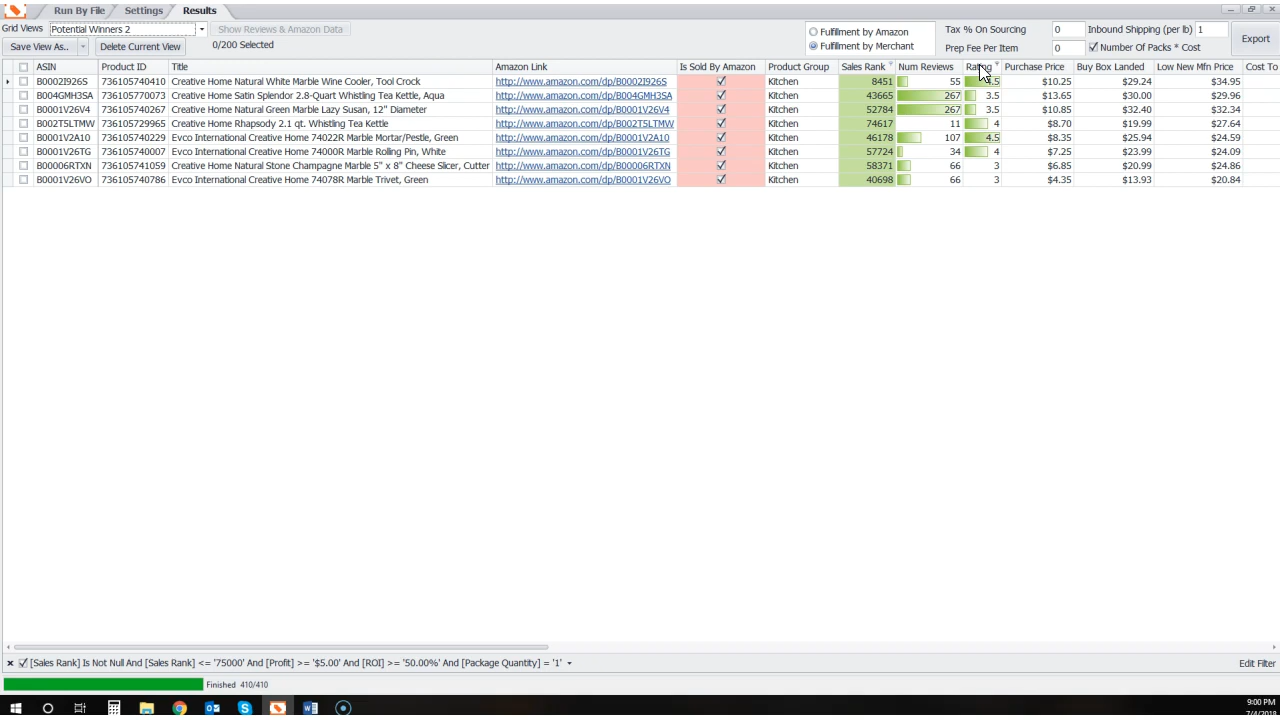 Run By File Settings Results
Grid Views Potential Winners 2 Show Reviews & Amazon Data Fulfillment by Amazon Tax % On Sourcing 0 Inbound Shipping (per lb) 1 Export
Save View As.. Delete Current View 0/200 Selected Fulfillment by Merchant Prep Fee Per Item 0 Number Of Packs * Cost
ASIN Product ID Title Amazon Link Is Sold By Amazon Product Group Sales Rank Num Reviews Rating Purchase Price Buy Box Landed Low New Mfn Price Cost To
B0002I926S 736105740410 Creative Home Natural White Marble Wine Cooler, Tool Crock http://www.amazon.com/dp/B0002I926S Kitchen 8451 55 $10.25 $29.24 $34.95
B004GMH3SA 736105770073 Creative Home Satin Splendor 2.8-Quart Whistling Tea Kettle, Aqua http://www.amazon.com/dp/B004GMH3SA Kitchen 43665 267 3.5 $13.65 $30.00 $29.96
B0001V26V4 736105740267 Creative Home Natural Green Marble Lazy Susan, 12" Diameter http://www.amazon.com/dp/B0001V26V4 Kitchen 52784 267 3.5 $10.85 $32.40 $32.34
B002T5LTMW 736105729965 Creative Home Rhapsody 2.1 qt. Whistling Tea Kettle http://www.amazon.com/dp/B002T5LTMW Kitchen 74617 11 4 $8.70 $19.99 $27.64
B0001V2A10 736105740229 Evco International Creative Home 74022R Marble Mortar/Pestle, Green http://www.amazon.com/dp/B0001V2A10 Kitchen 46178 107 4.5 $8.35 $25.94 $24.59
B0001V26TG 736105740007 Evco International Creative Home 74000R Marble Rolling Pin, White http://www.amazon.com/dp/B0001V26TG Kitchen 57724 34 4 $7.25 $23.99 $24.09
B00006RTXN 736105741059 Creative Home Natural Stone Champagne Marble 5" x 8" Cheese Slicer, Cutter http://www.amazon.com/dp/B00006RTXN Kitchen 58371 66 3 $6.85 $20.99 $24.86
B0001V26VO 736105740786 Evco International Creative Home 74078R Marble Trivet, Green http://www.amazon.com/dp/B0001V26VO Kitchen 40698 66 3 $4.35 $13.93 $20.84
[Sales Rank] Is Not Null And [Sales Rank] <= '75000' And [Profit] >= '$5.00' And [ROI] >= '50.00%' And [Package Quantity] = '1' Edit Filter
Finished 410/410
9:00 PM